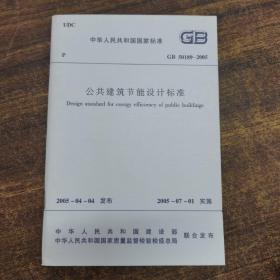 UDC
中华人民共和国国家标准 GB
P GB 50189-2005
公共建筑节能设计标准
Design standard for energy efficiency of public buildings
2005-04-04 发布 2005-07-01 实施
中华人民共和国建设部
中华人民共和国国家质量监督检验检疫总局 联合发布